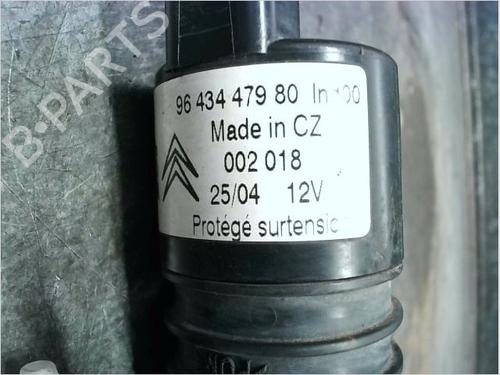 B-PARTS
96 434 479 80
Made in CZ
002 018
25/04 12V
Protégé surtensic